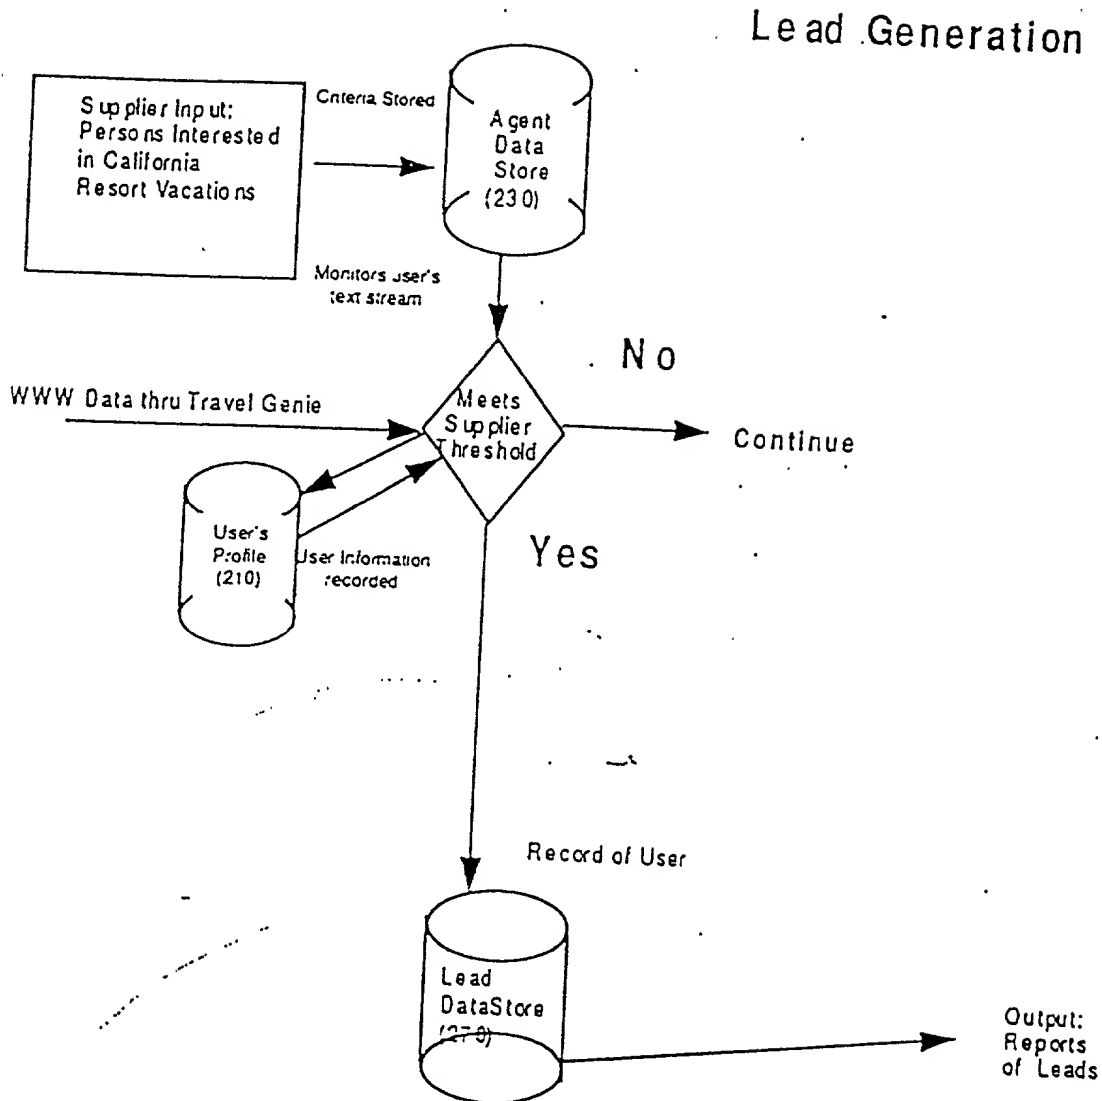 Lead Generation
Supplier Input:
Persons Interested
in California
Resort Vacations
Criteria Stored
Agent
Data
Store
(230)
Monitors user's
text stream
No
WWW Data thru Travel Genie
Meets
Supplier
Threshold
Continue
User's
Profile
(210)
User Information
recorded
Yes
Record of User
Lead
DataStore
(270)
Output:
Reports
of Leads